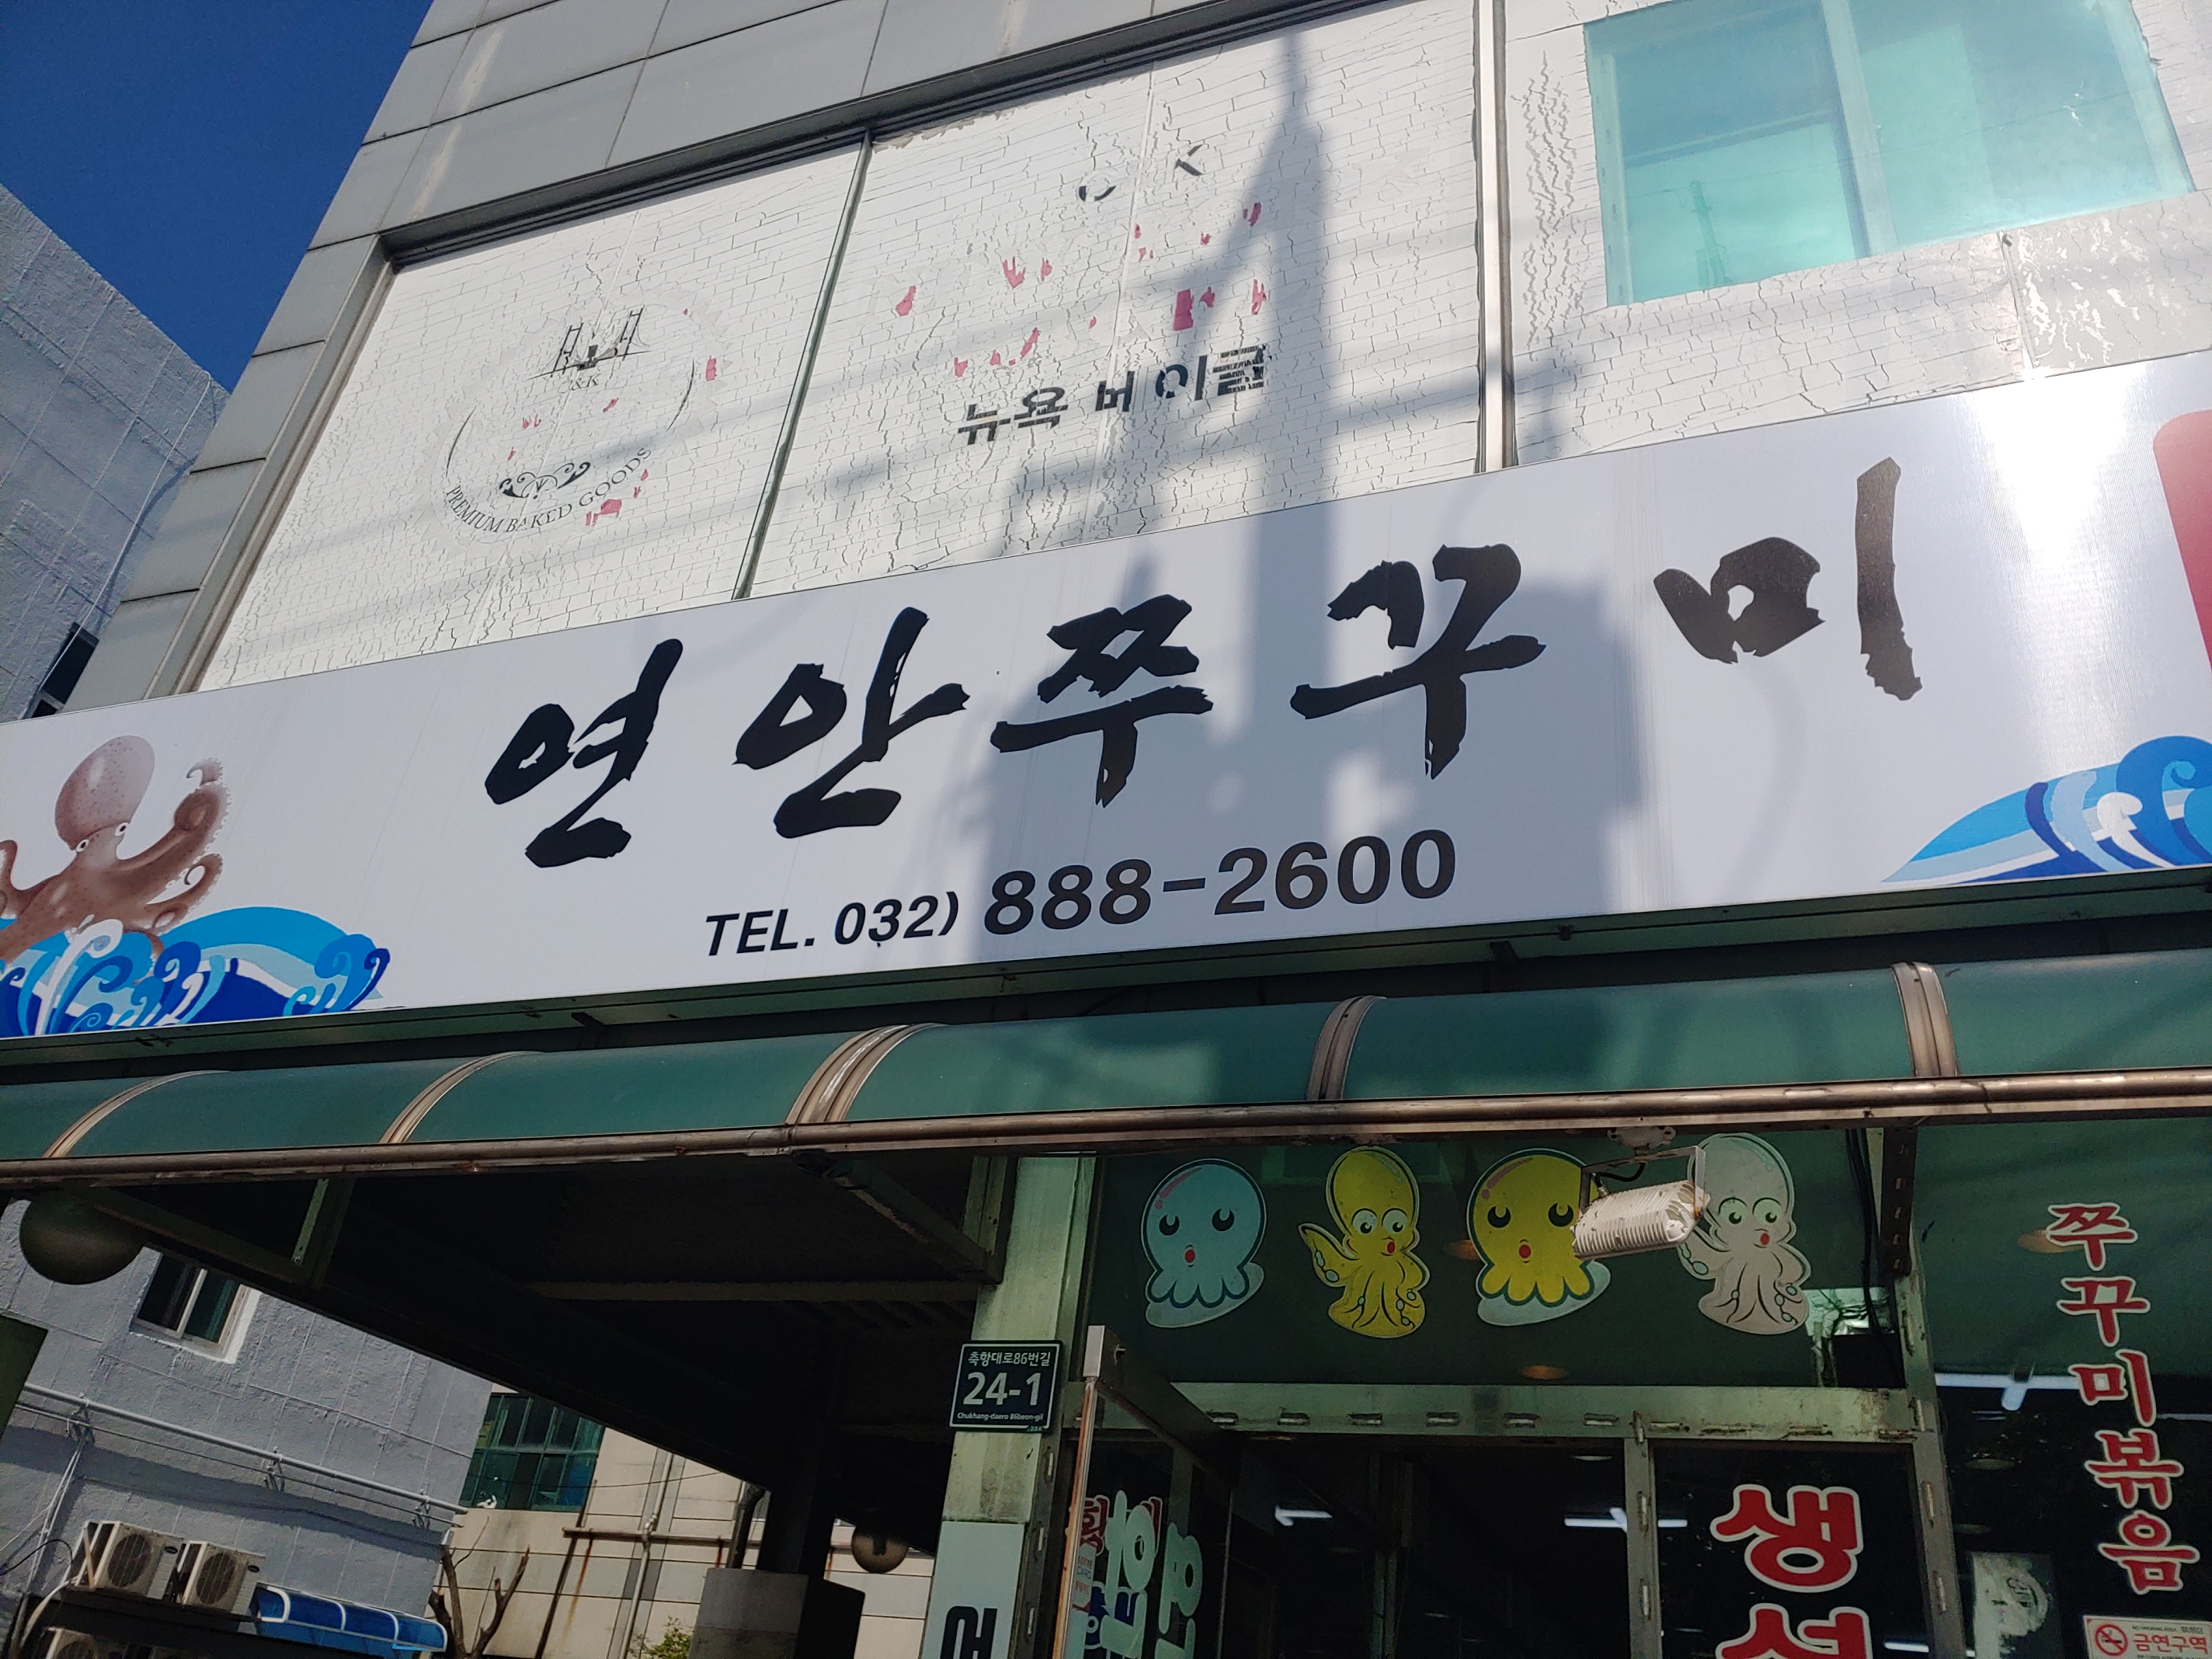 &K
PREMIUM BAKED GOODS
뉴욕 베이글
연안쭈꾸미
TEL. 032) 888-2600
축항대로86번길
24-1
Chukhang-daero 86beon-gil
쭈꾸미볶음
생선
금연구역